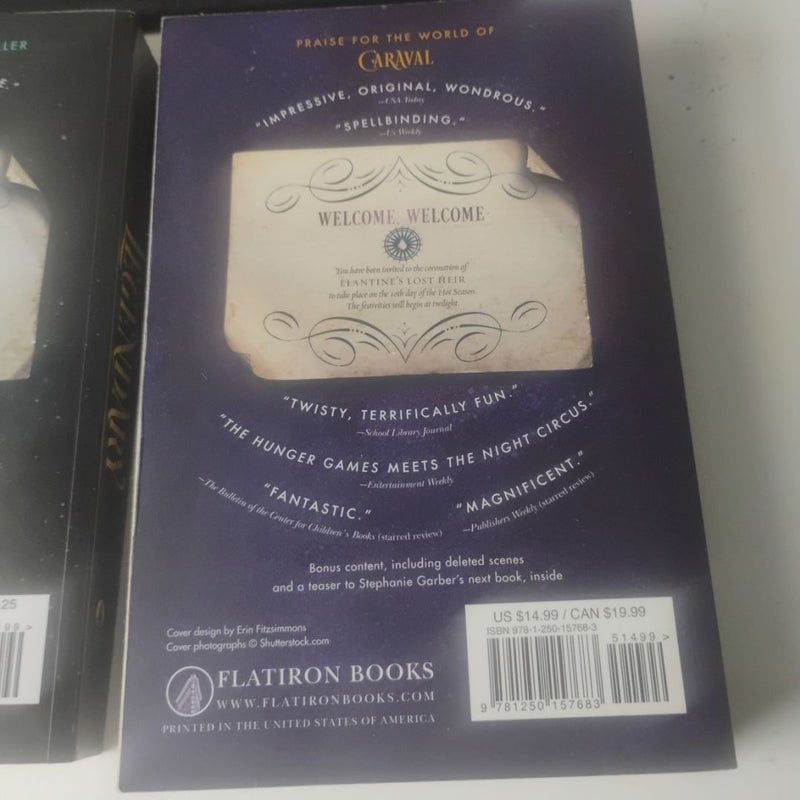 LLER
E."
LEGENDARY
.25
99 >
PRAISE FOR THE WORLD OF
CARAVAL
"IMPRESSIVE, ORIGINAL, WONDROUS."
—USA Today
"SPELLBINDING."
—Us Weekly
WELCOME, WELCOME
You have been invited to the coronation of
ELANTINE'S LOST HEIR
to take place on the 10th day of the Hot Season.
The festivities will begin at twilight.
"TWISTY, TERRIFICALLY FUN."
—School Library Journal
"THE HUNGER GAMES MEETS THE NIGHT CIRCUS."
—Entertainment Weekly
"FANTASTIC."
—The Bulletin of the Center for Children's Books (starred review)
"MAGNIFICENT."
—Publishers Weekly (starred review)
Bonus content, including deleted scenes
and a teaser to Stephanie Garber's next book, inside
Cover design by Erin Fitzsimmons
Cover photographs © Shutterstock.com
FLATIRON BOOKS
WWW.FLATIRONBOOKS.COM
PRINTED IN THE UNITED STATES OF AMERICA
US $14.99 / CAN $19.99
ISBN 978-1-250-15768-3
51499 >
9 781250 157683